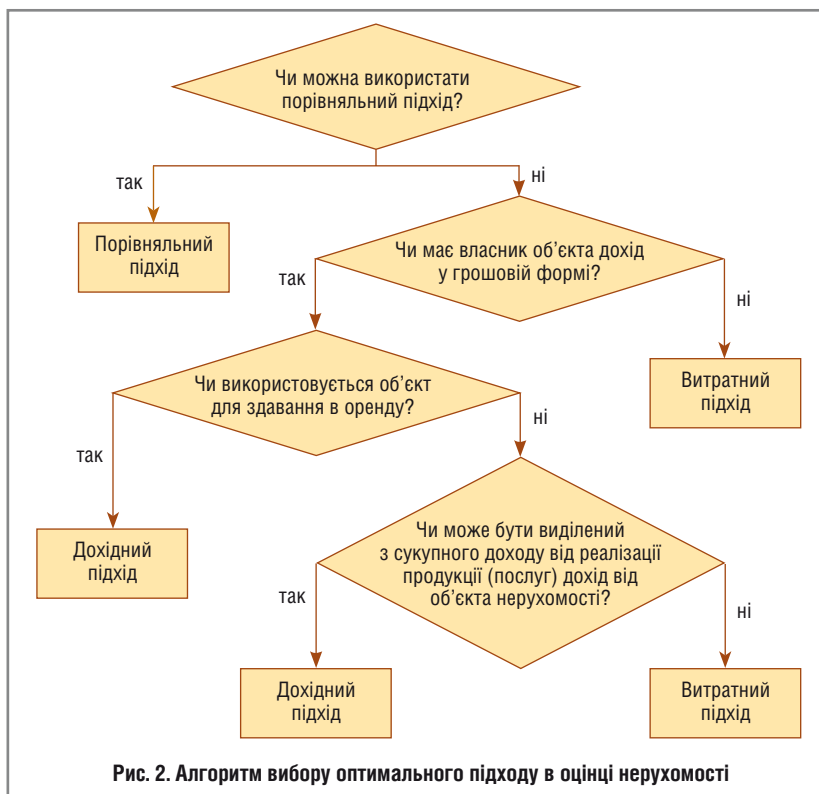 Чи можна використати
порівняльний підхід?
так
ні
Порівняльний
підхід
Чи має власник об’єкта дохід
у грошовій формі?
так
ні
Чи використовується об’єкт
для здавання в оренду?
Витратний
підхід
так
ні
Дохідний
підхід
Чи може бути виділений
з сукупного доходу від реалізації
продукції (послуг) дохід від
об’єкта нерухомості?
так
ні
Дохідний
підхід
Витратний
підхід
Рис. 2. Алгоритм вибору оптимального підходу в оцінці нерухомості